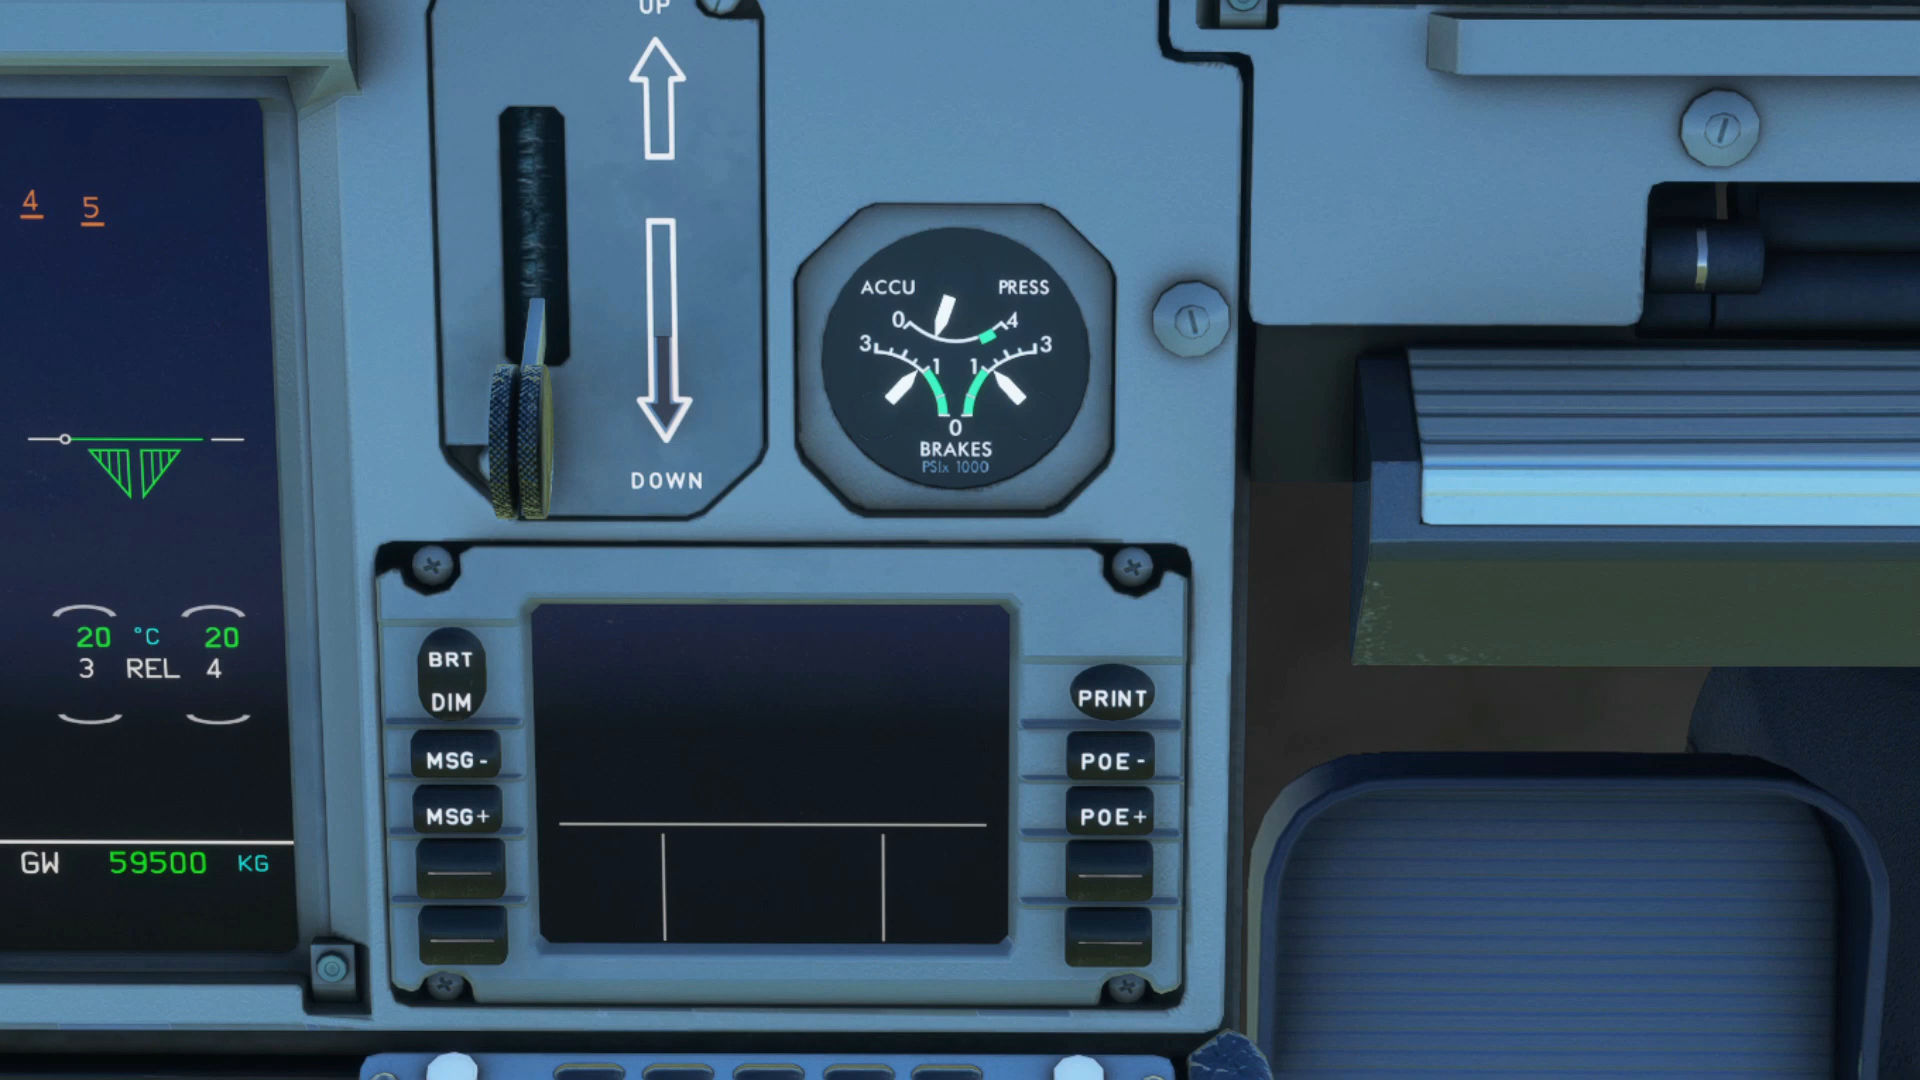 UP
4 5
ACCU PRESS
0 4
3 3
1 1
0
BRAKES
PSIx 1000
DOWN
20 °C 20
3 REL 4
BRT
DIM
MSG -
MSG+
PRINT
POE -
POE+
GW 59500 KG